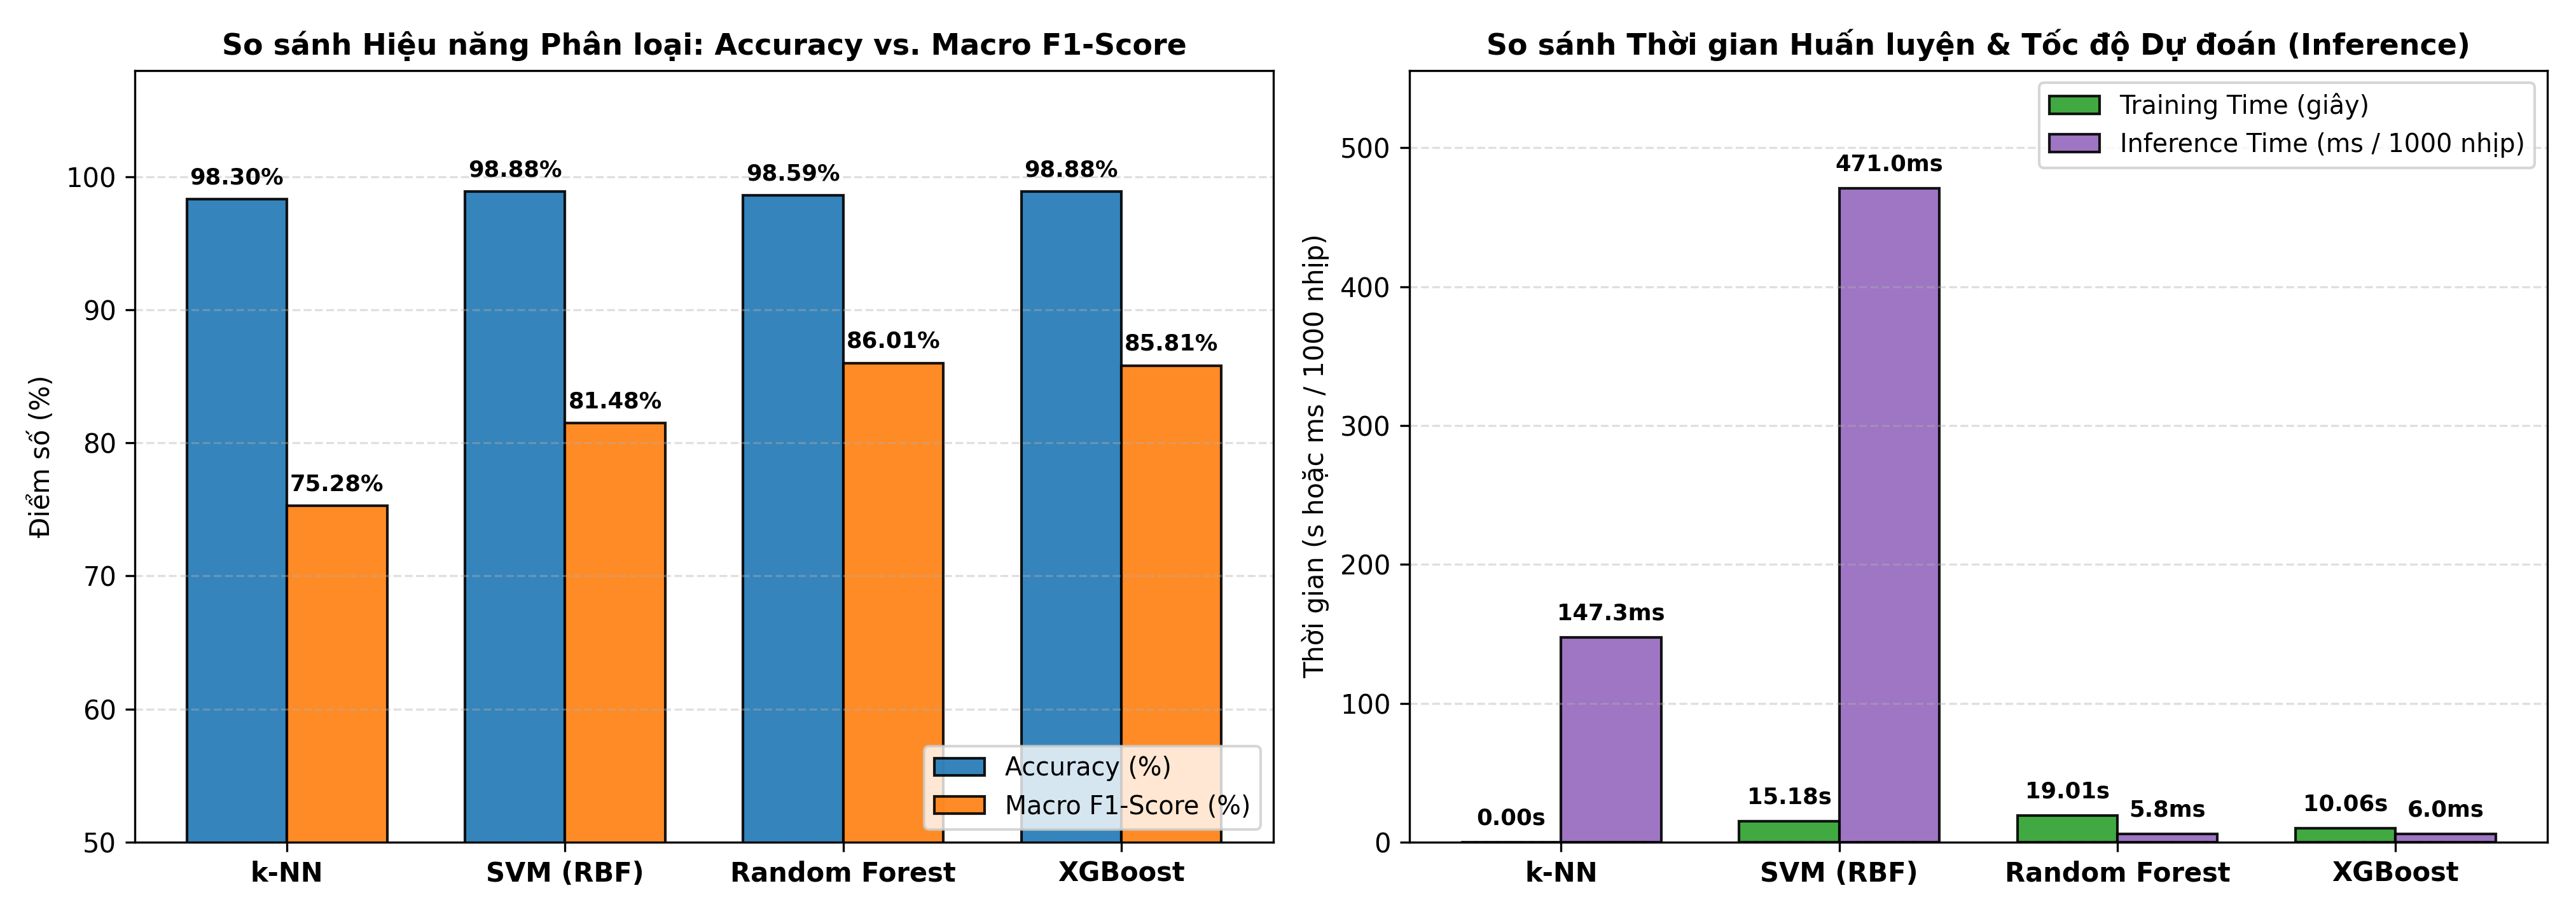 So sánh Hiệu năng Phân loại: Accuracy vs. Macro F1-Score
Điểm số (%)
100
90
80
70
60
50
98.30%
75.28%
98.88%
81.48%
98.59%
86.01%
98.88%
85.81%
Accuracy (%)
Macro F1-Score (%)
k-NN
SVM (RBF)
Random Forest
XGBoost
So sánh Thời gian Huấn luyện & Tốc độ Dự đoán (Inference)
Thời gian (s hoặc ms / 1000 nhịp)
500
400
300
200
100
0
Training Time (giây)
Inference Time (ms / 1000 nhịp)
0.00s
147.3ms
15.18s
471.0ms
19.01s
5.8ms
10.06s
6.0ms
k-NN
SVM (RBF)
Random Forest
XGBoost